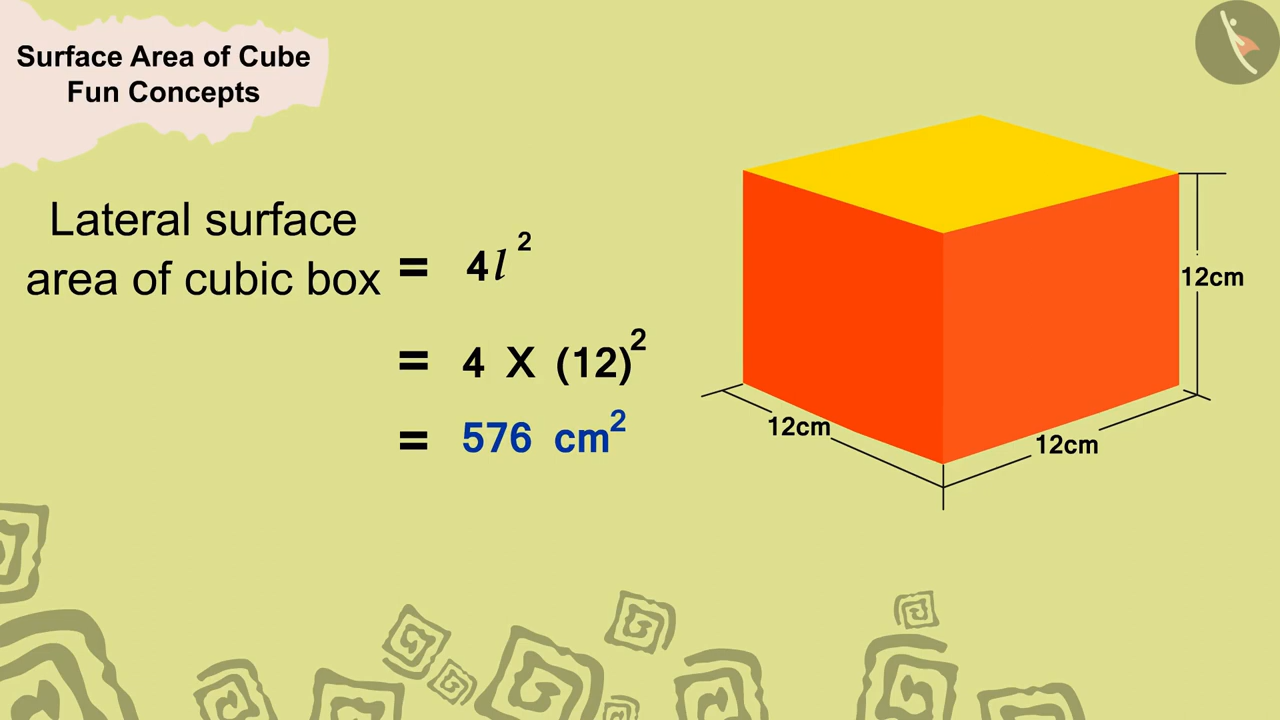 Surface Area of Cube
Fun Concepts
Lateral surface
area of cubic box = 4l²
= 4 X (12)²
= 576 cm²
12cm
12cm
12cm